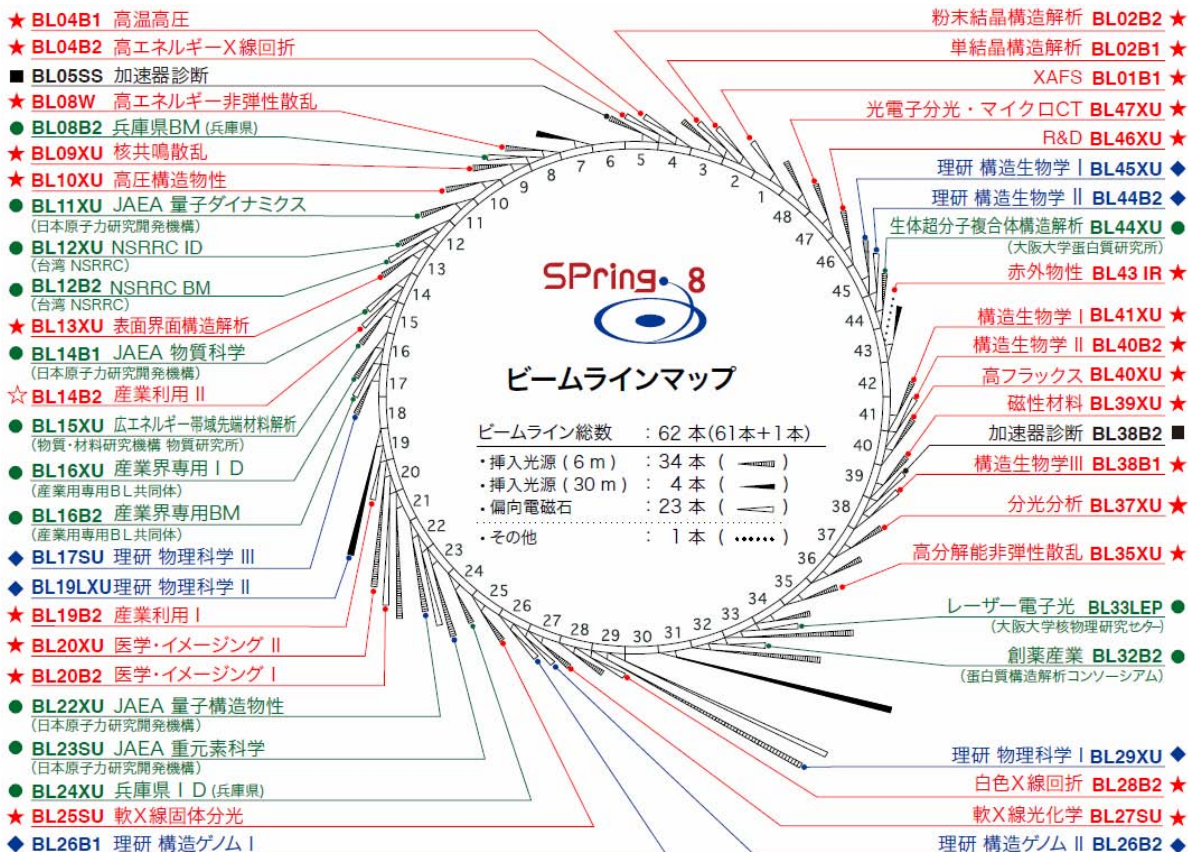 ★ BL04B1 高温高圧
★ BL04B2 高エネルギーX線回折
■ BL05SS 加速器診断
★ BL08W 高エネルギー非弾性散乱
● BL08B2 兵庫県BM (兵庫県)
★ BL09XU 核共鳴散乱
★ BL10XU 高圧構造物性
● BL11XU JAEA 量子ダイナミクス
(日本原子力研究開発機構)
● BL12XU NSRRC ID
(台湾 NSRRC)
● BL12B2 NSRRC BM
(台湾 NSRRC)
★ BL13XU 表面界面構造解析
● BL14B1 JAEA 物質科学
(日本原子力研究開発機構)
☆ BL14B2 産業利用 II
● BL15XU 広エネルギー帯域先端材料解析
(物質・材料研究機構 物質研究所)
● BL16XU 産業界専用 I D
(産業用専用BL共同体)
● BL16B2 産業界専用BM
(産業用専用BL共同体)
◆ BL17SU 理研 物理科学 III
◆ BL19LXU 理研 物理科学 II
★ BL19B2 産業利用 I
★ BL20XU 医学・イメージング II
★ BL20B2 医学・イメージング I
● BL22XU JAEA 量子構造物性
(日本原子力研究開発機構)
● BL23SU JAEA 重元素科学
(日本原子力研究開発機構)
● BL24XU 兵庫県 I D (兵庫県)
★ BL25SU 軟X線固体分光
◆ BL26B1 理研 構造ゲノム I
粉末結晶構造解析 BL02B2 ★
単結晶構造解析 BL02B1 ★
XAFS BL01B1 ★
光電子分光・マイクロCT BL47XU ★
R&D BL46XU ★
理研 構造生物学 I BL45XU ◆
理研 構造生物学 II BL44B2 ◆
生体超分子複合体構造解析 BL44XU ●
(大阪大学蛋白質研究所)
赤外物性 BL43 IR ★
構造生物学 I BL41XU ★
構造生物学 II BL40B2 ★
高フラックス BL40XU ★
磁性材料 BL39XU ★
加速器診断 BL38B2 ■
構造生物学III BL38B1 ★
分光分析 BL37XU ★
高分解能非弾性散乱 BL35XU ★
レーザー電子光 BL33LEP ●
(大阪大学核物理研究センター)
創薬産業 BL32B2 ●
(蛋白質構造解析コンソーシアム)
理研 物理科学 I BL29XU ◆
白色X線回折 BL28B2 ★
軟X線光化学 BL27SU ★
理研 構造ゲノム II BL26B2 ◆
SPring-8
ビームラインマップ
ビームライン総数 : 62 本(61本+1本)
・挿入光源 ( 6 m ) : 34 本 ( )
・挿入光源 ( 30 m ) : 4 本 ( )
・偏向電磁石 : 23 本 ( )
・その他 : 1 本 ( ...... )
1
2
3
4
5
6
7
8
9
10
11
12
13
14
15
16
17
18
19
20
21
22
23
24
25
26
27
28
29
30
31
32
33
34
35
36
37
38
39
40
41
42
43
44
45
46
47
48